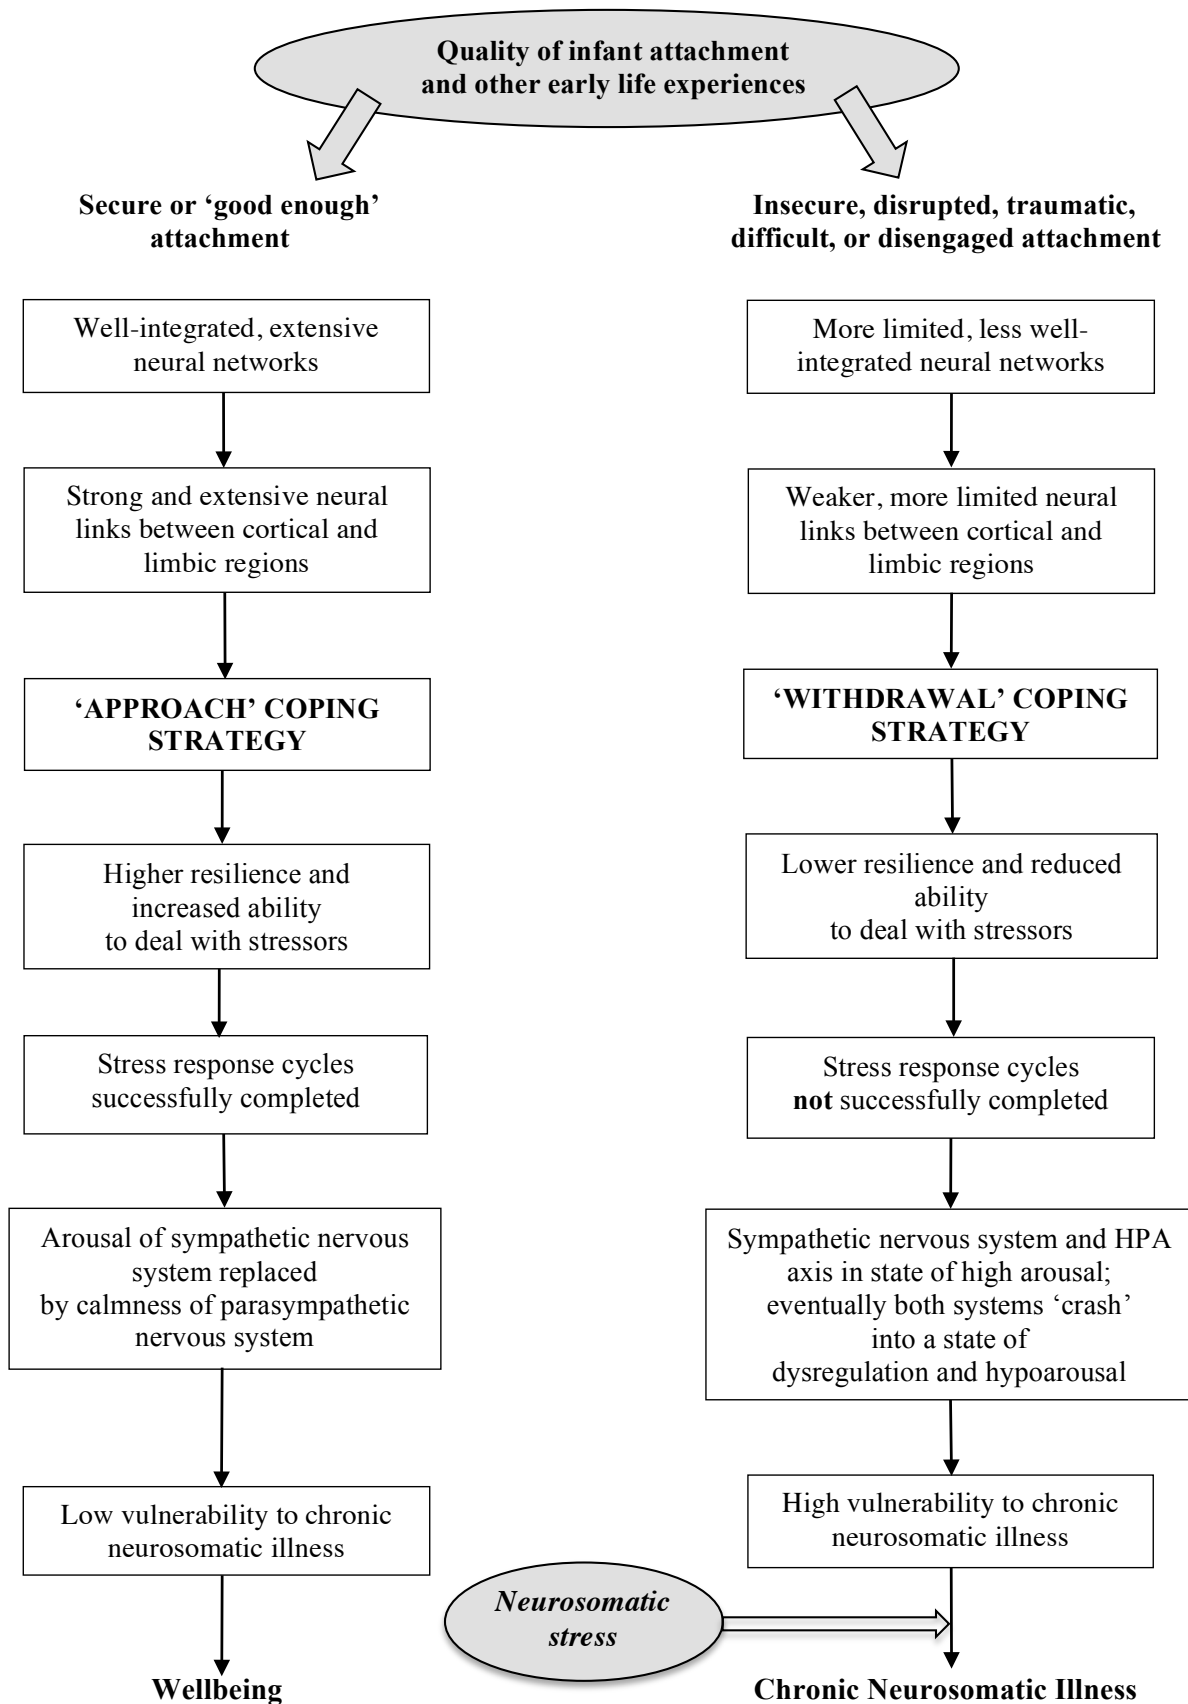 Quality of infant attachment
and other early life experiences
Secure or ‘good enough’
attachment
Well-integrated, extensive
neural networks
Strong and extensive neural
links between cortical and
limbic regions
‘APPROACH’ COPING
STRATEGY
Higher resilience and
increased ability
to deal with stressors
Stress response cycles
successfully completed
Arousal of sympathetic nervous
system replaced
by calmness of parasympathetic
nervous system
Low vulnerability to chronic
neurosomatic illness
Wellbeing
Insecure, disrupted, traumatic,
difficult, or disengaged attachment
More limited, less well-
integrated neural networks
Weaker, more limited neural
links between cortical and
limbic regions
‘WITHDRAWAL’ COPING
STRATEGY
Lower resilience and reduced
ability
to deal with stressors
Stress response cycles
not successfully completed
Sympathetic nervous system and HPA
axis in state of high arousal;
eventually both systems ‘crash’
into a state of
dysregulation and hypoarousal
High vulnerability to chronic
neurosomatic illness
Neurosomatic
stress
Chronic Neurosomatic Illness